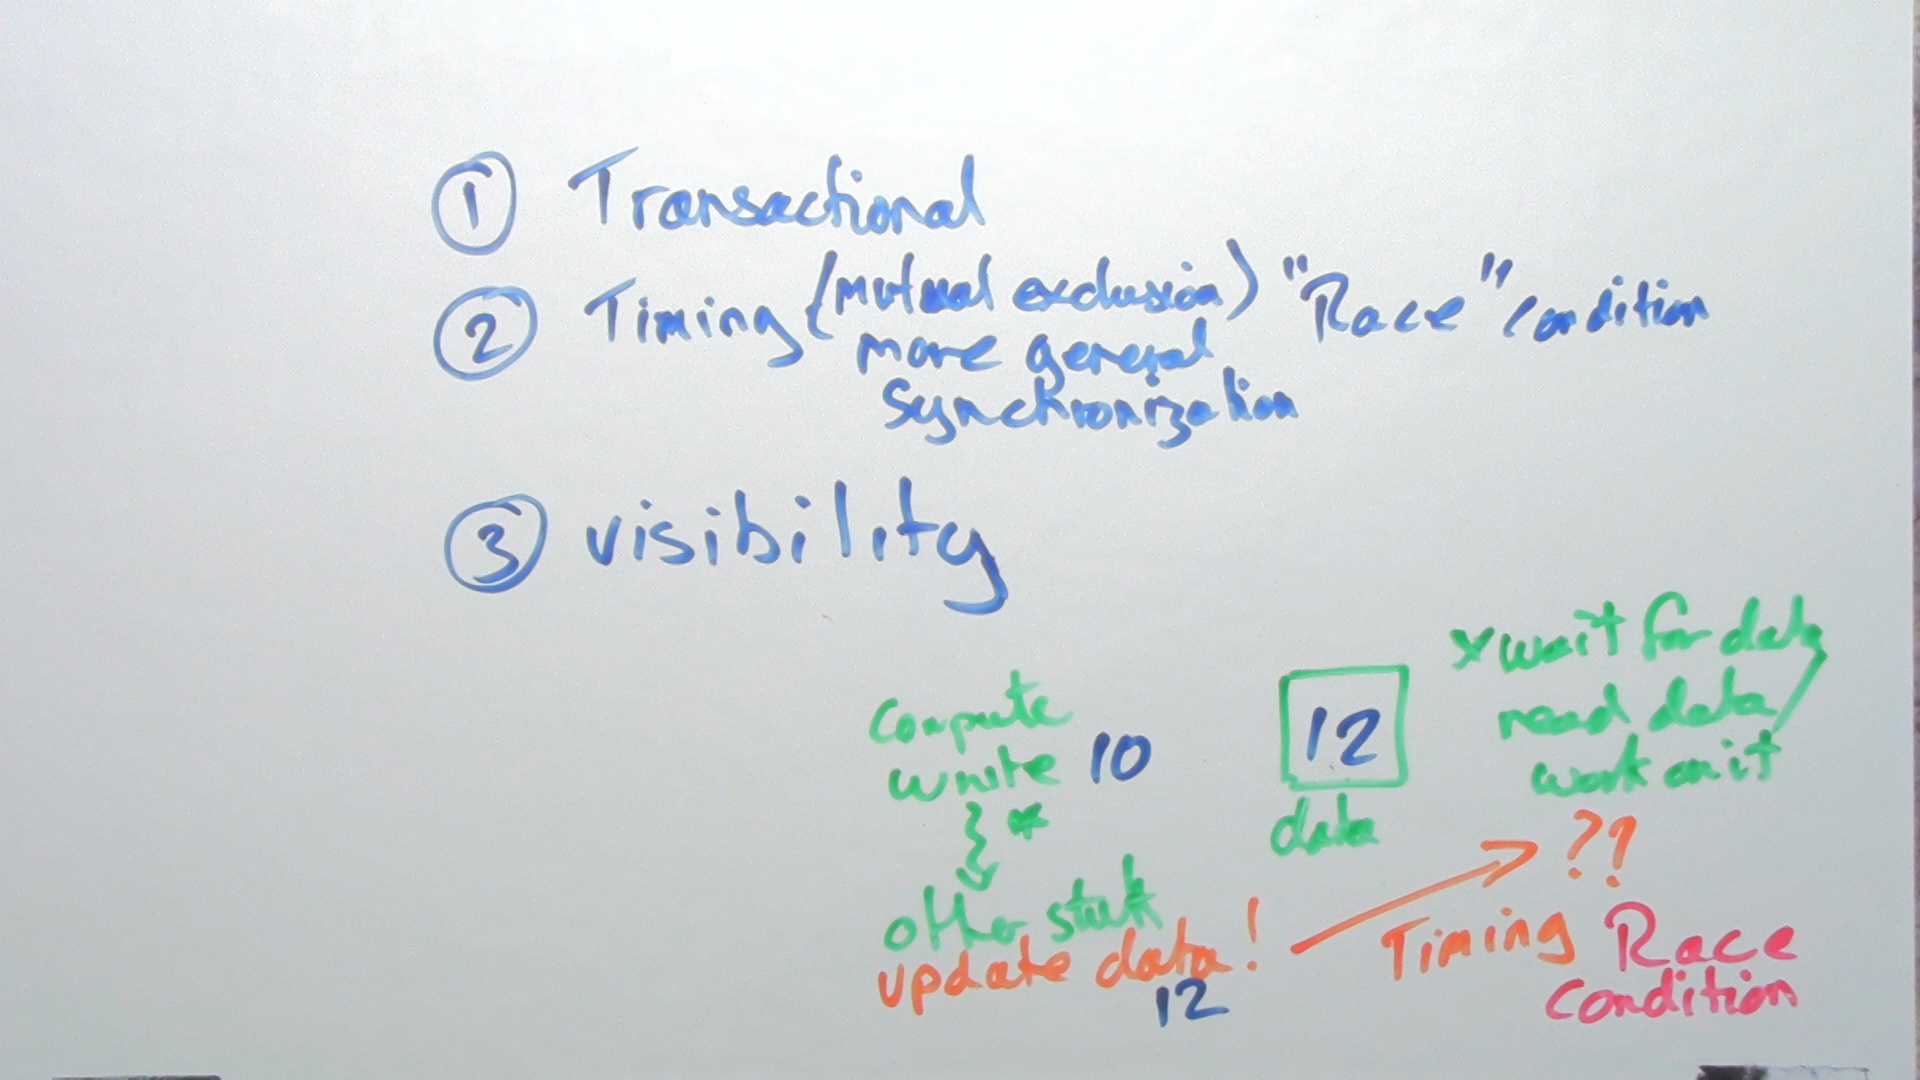 ① Transactional
② Timing (mutual exclusion) "Race" condition
more general
synchronization
③ visibility
* wait for data
read data
work on it
compute
write 10
*
12
data
??
other stuff
update data!
12
Timing Race
condition